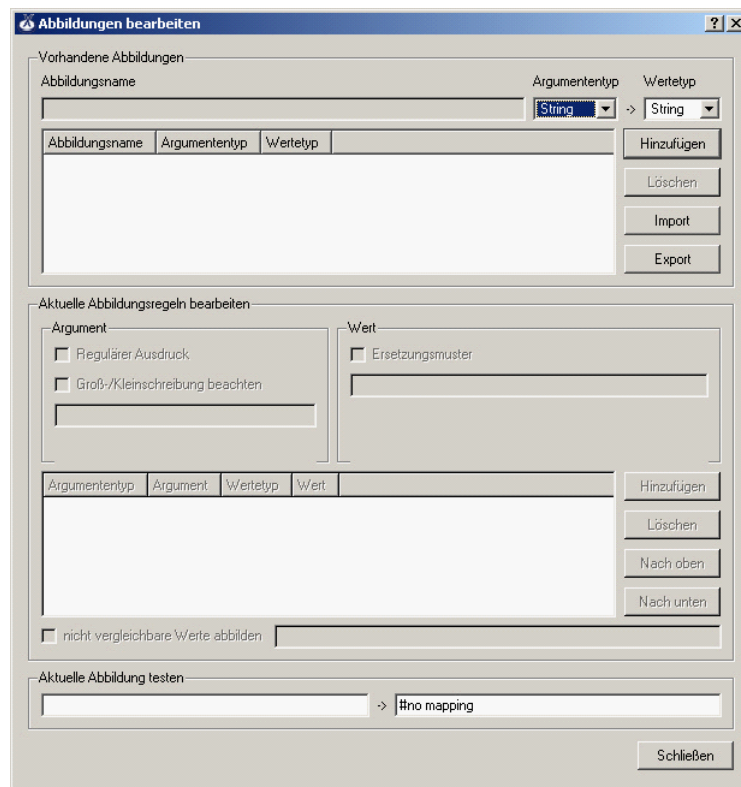 Abbildungen bearbeiten
Vorhandene Abbildungen
Abbildungsname Argumententyp Wertetyp
String -> String
Abbildungsname Argumententyp Wertetyp
Hinzufügen
Löschen
Import
Export
Aktuelle Abbildungsregeln bearbeiten
Argument
Regulärer Ausdruck
Groß-/Kleinschreibung beachten
Wert
Ersetzungsmuster
Argumententyp Argument Wertetyp Wert
Hinzufügen
Löschen
Nach oben
Nach unten
nicht vergleichbare Werte abbilden
Aktuelle Abbildung testen
-> #no mapping
Schließen